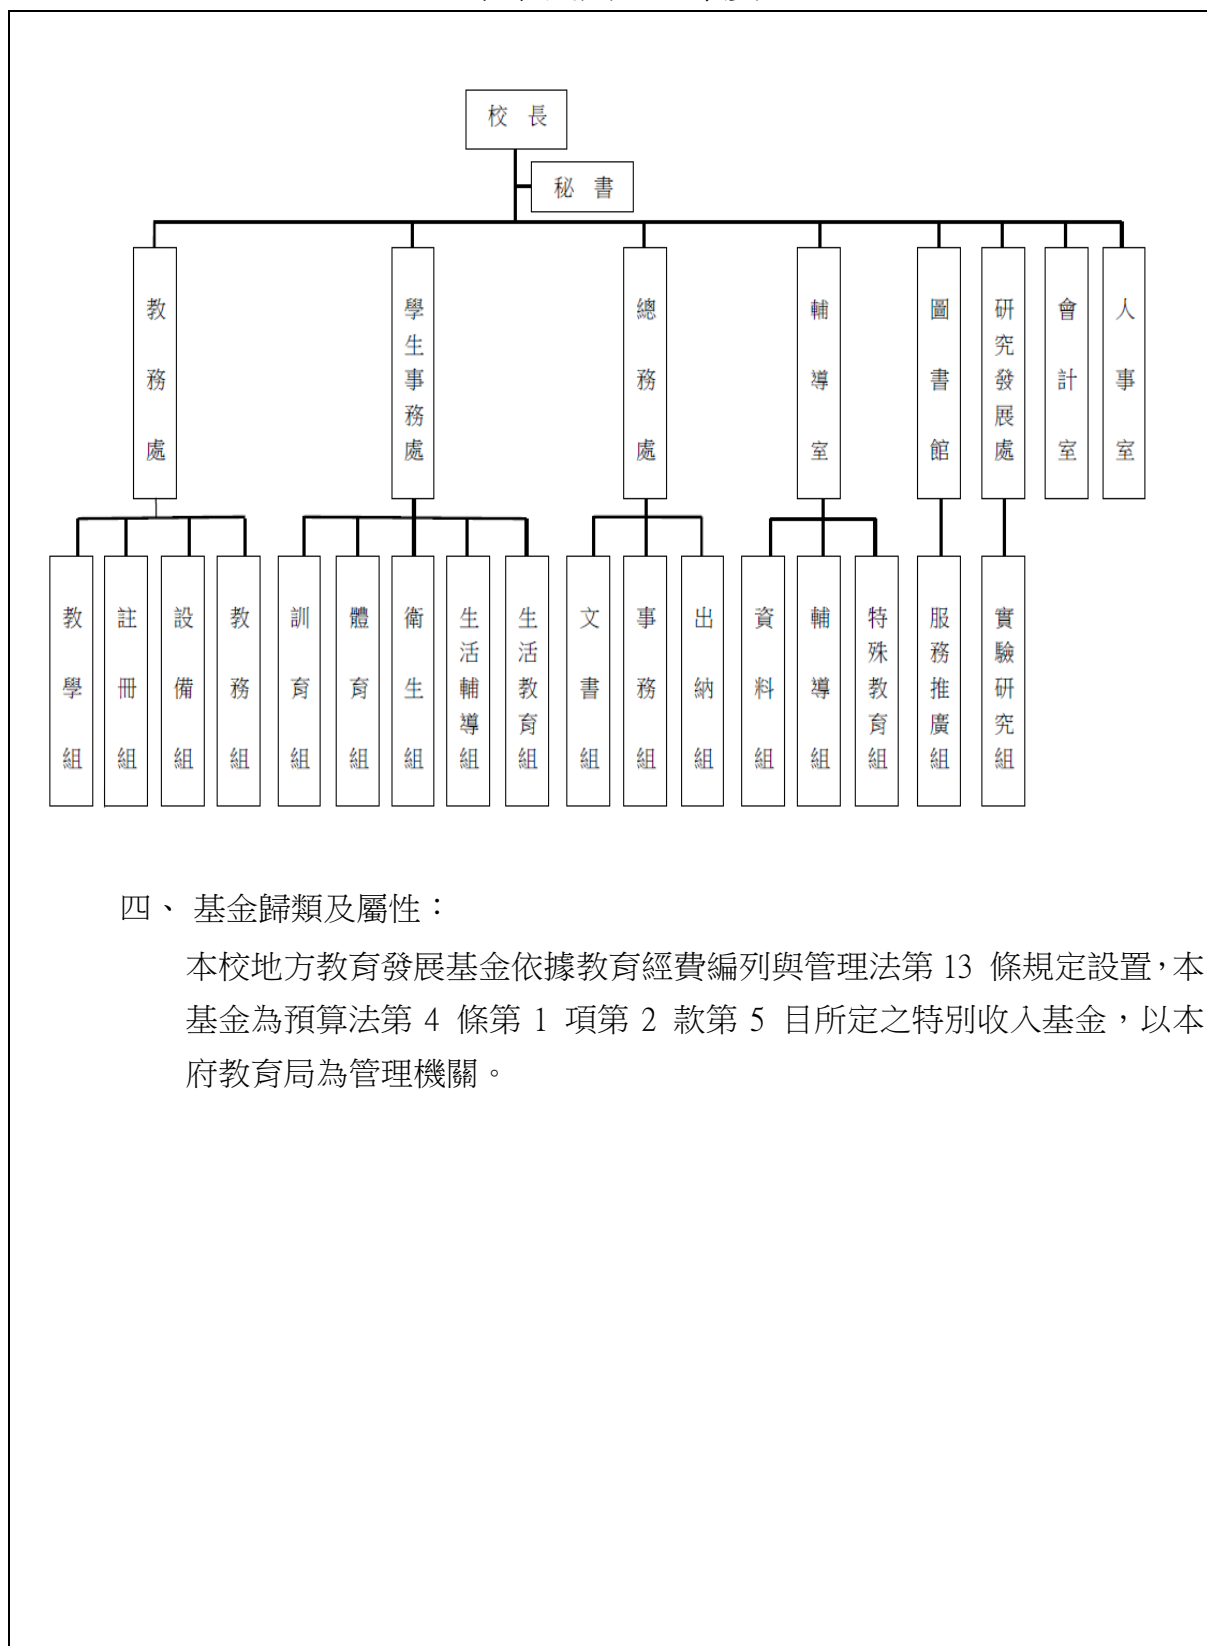 校 長
秘 書
教務處
學生事務處
總務處
輔導室
圖書館
研究發展處
會計室
人事室
教學組
註冊組
設備組
教務組
訓育組
體育組
衛生組
生活輔導組
生活教育組
文書組
事務組
出納組
資料組
輔導組
特殊教育組
服務推廣組
實驗研究組
四、 基金歸類及屬性：
本校地方教育發展基金依據教育經費編列與管理法第 13 條規定設置，本
基金為預算法第 4 條第 1 項第 2 款第 5 目所定之特別收入基金，以本
府教育局為管理機關。